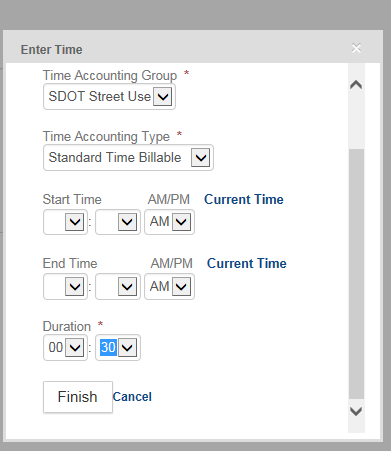 Enter Time ×
Time Accounting Group *
SDOT Street Use
Time Accounting Type *
Standard Time Billable
Start Time AM/PM Current Time
: AM
End Time AM/PM Current Time
: AM
Duration *
00 : 30
Finish Cancel